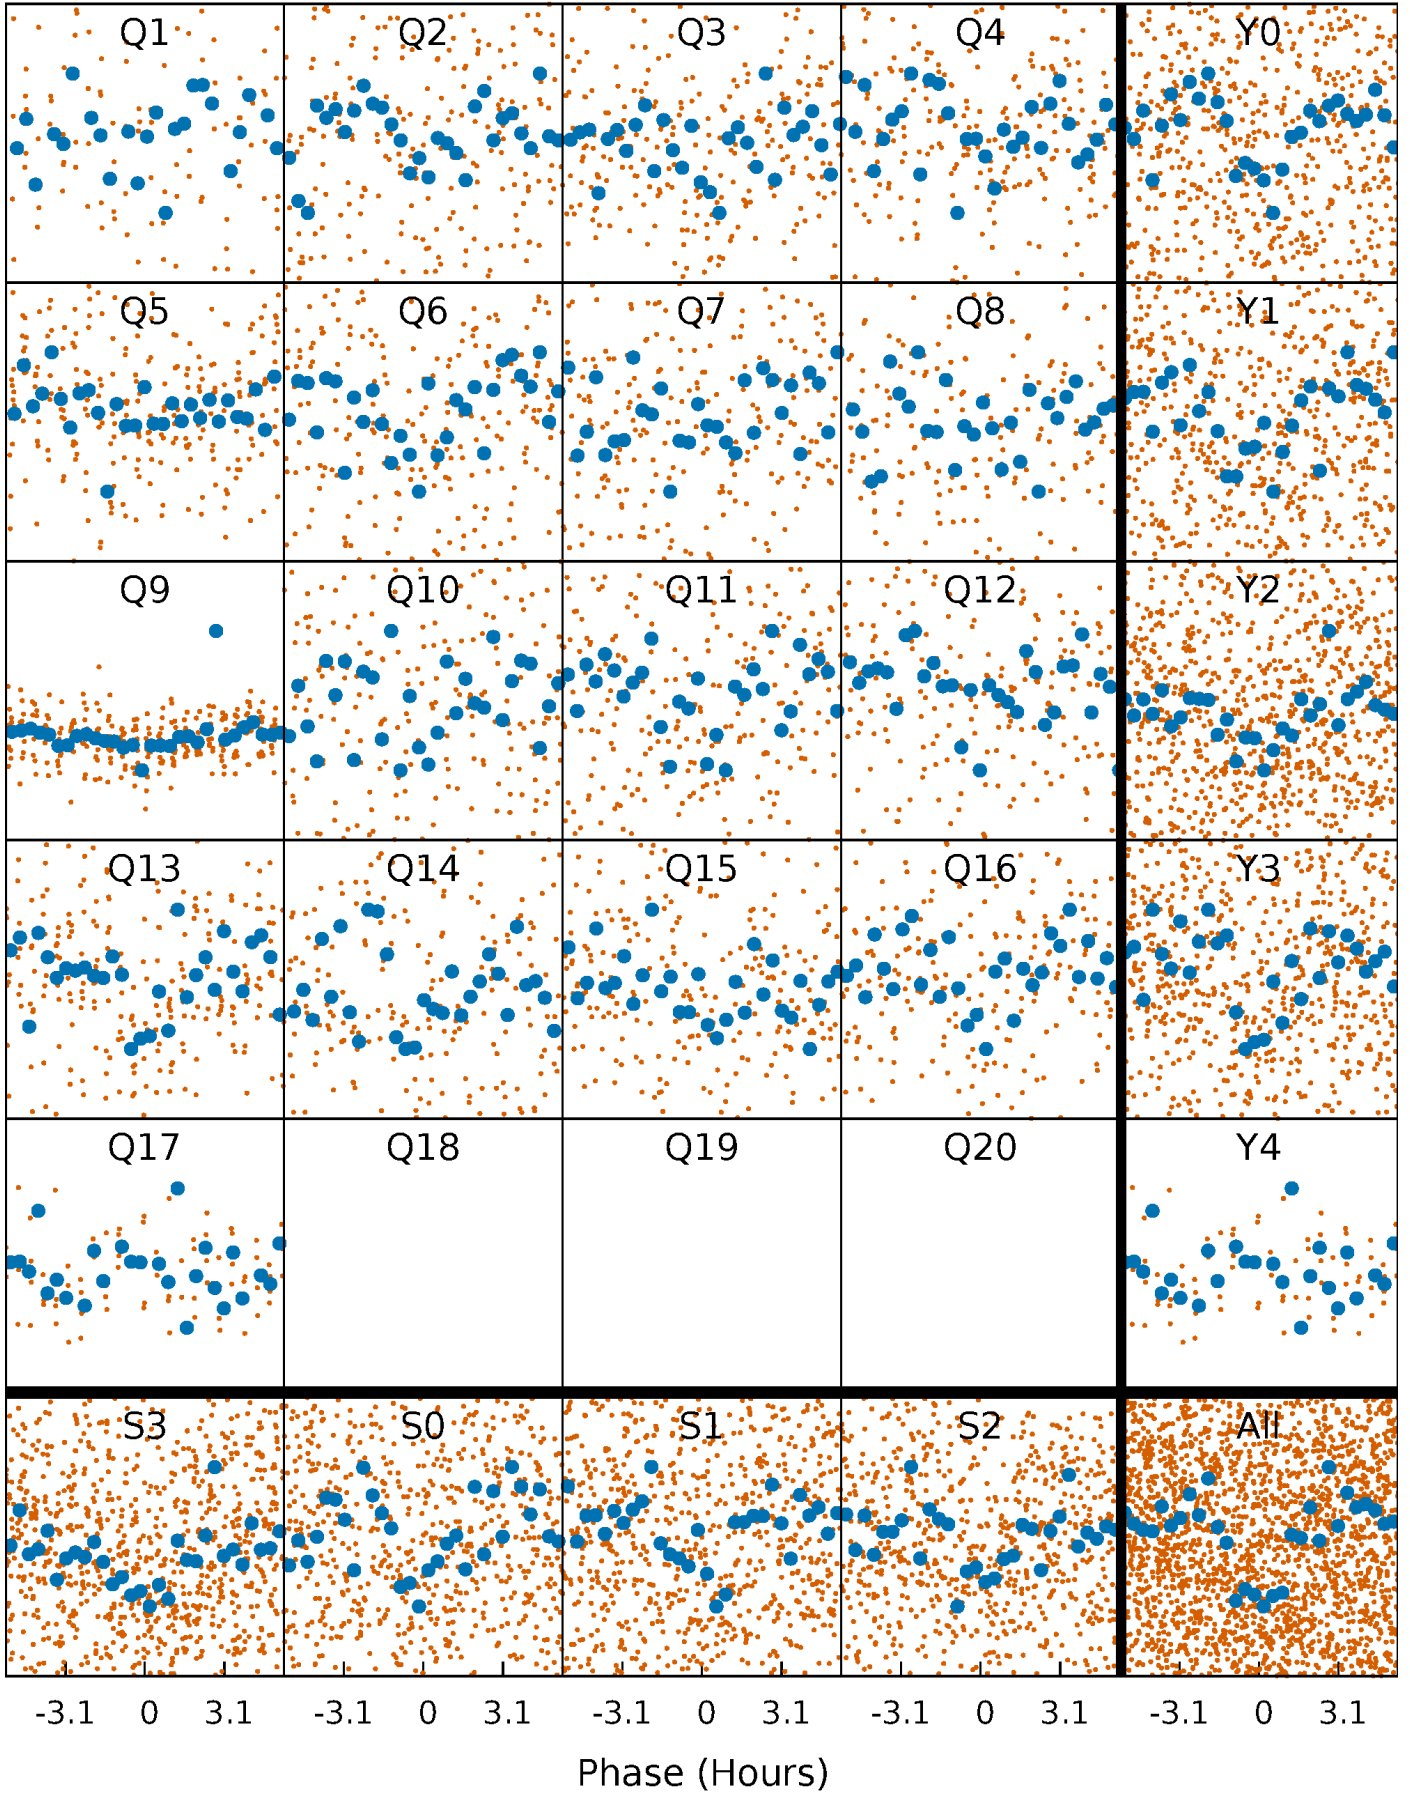 Q1 Q2 Q3 Q4 Y0
Q5 Q6 Q7 Q8 Y1
Q9 Q10 Q11 Q12 Y2
Q13 Q14 Q15 Q16 Y3
Q17 Q18 Q19 Q20 Y4
S3 S0 S1 S2 All
-3.1 0 3.1 -3.1 0 3.1 -3.1 0 3.1 -3.1 0 3.1 -3.1 0 3.1
Phase (Hours)